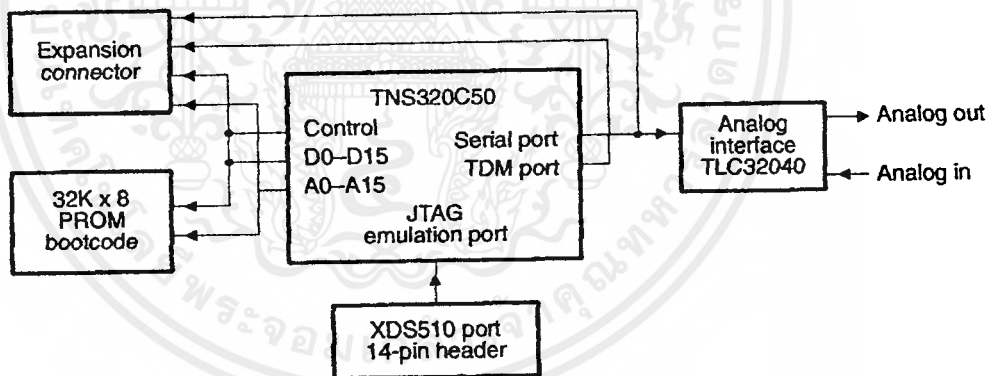 Expansion
connector
TNS320C50
Control
D0–D15
A0–A15
Serial port
TDM port
JTAG
emulation port
32K x 8
PROM
bootcode
Analog
interface
TLC32040
Analog out
Analog in
XDS510 port
14-pin header